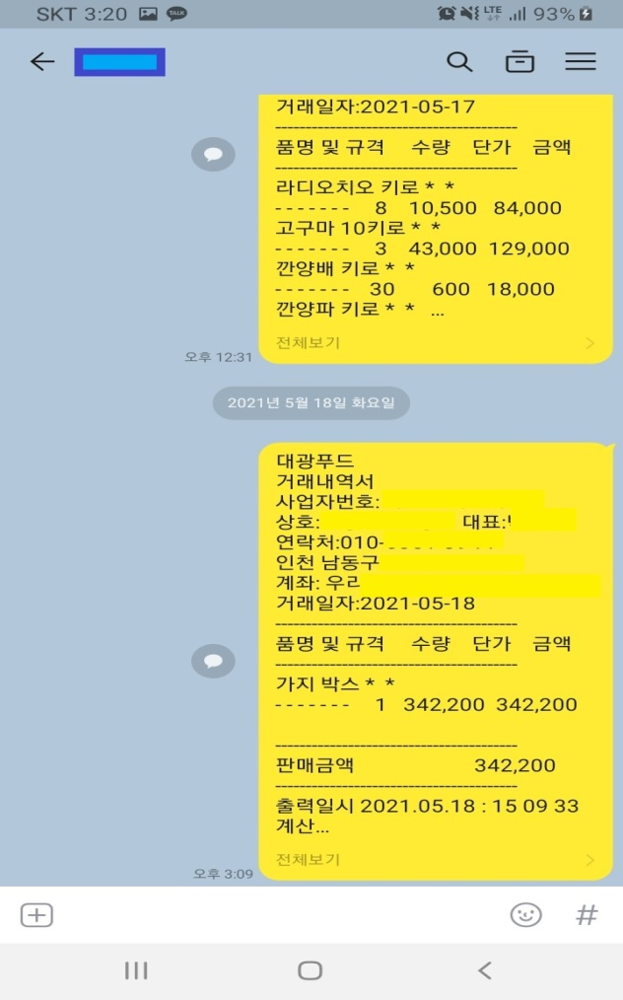 SKT 3:20 TALK LTE 93%
거래일자:2021-05-17
-----------------------------------------
품명 및 규격 수량 단가 금액
-----------------------------------------
라디오치오 키로 * *
- - - - - - - 8 10,500 84,000
고구마 10키로 * *
- - - - - - - 3 43,000 129,000
깐양배 키로 * *
- - - - - - - 30 600 18,000
깐양파 키로 * * ...
전체보기
오후 12:31
2021년 5월 18일 화요일
대광푸드
거래내역서
사업자번호:
상호: 대표:
연락처:010-
인천 남동구
계좌: 우리
거래일자:2021-05-18
-----------------------------------------
품명 및 규격 수량 단가 금액
-----------------------------------------
가지 박스 * *
- - - - - - - 1 342,200 342,200
-----------------------------------------
판매금액 342,200
-----------------------------------------
출력일시 2021.05.18 : 15 09 33
계산...
전체보기
오후 3:09
#